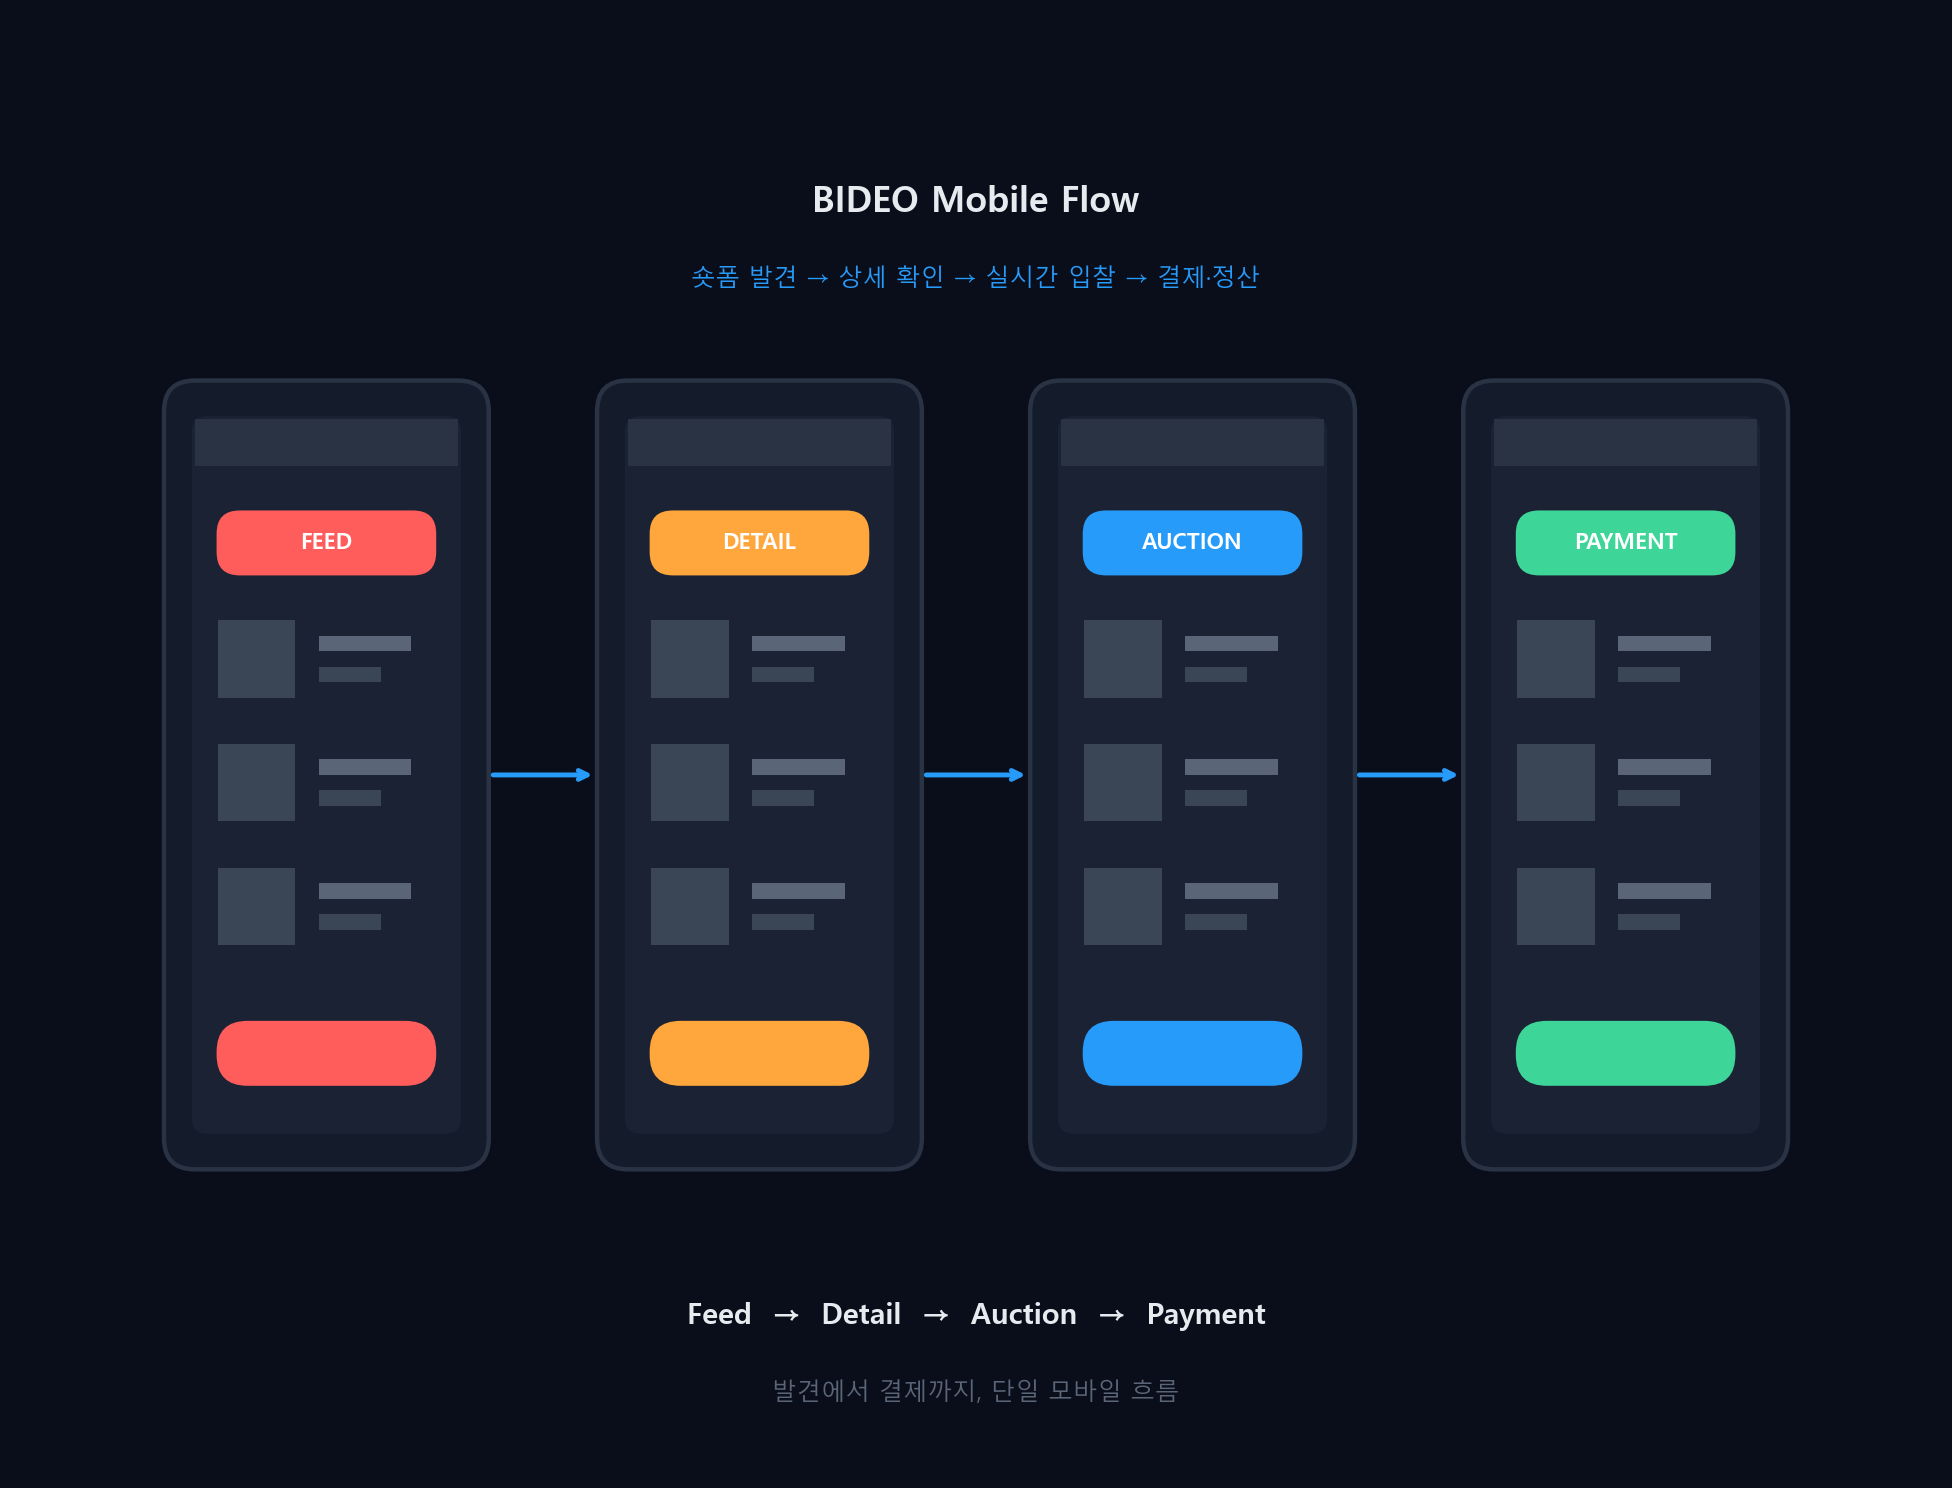 BIDEO Mobile Flow
숏폼 발견 → 상세 확인 → 실시간 입찰 → 결제·정산
FEED
DETAIL
AUCTION
PAYMENT
Feed → Detail → Auction → Payment
발견에서 결제까지, 단일 모바일 흐름